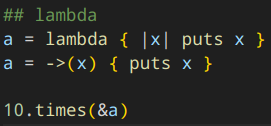 ## lambda
a = lambda { |x| puts x }
a = ->(x) { puts x }
10.times(&a)